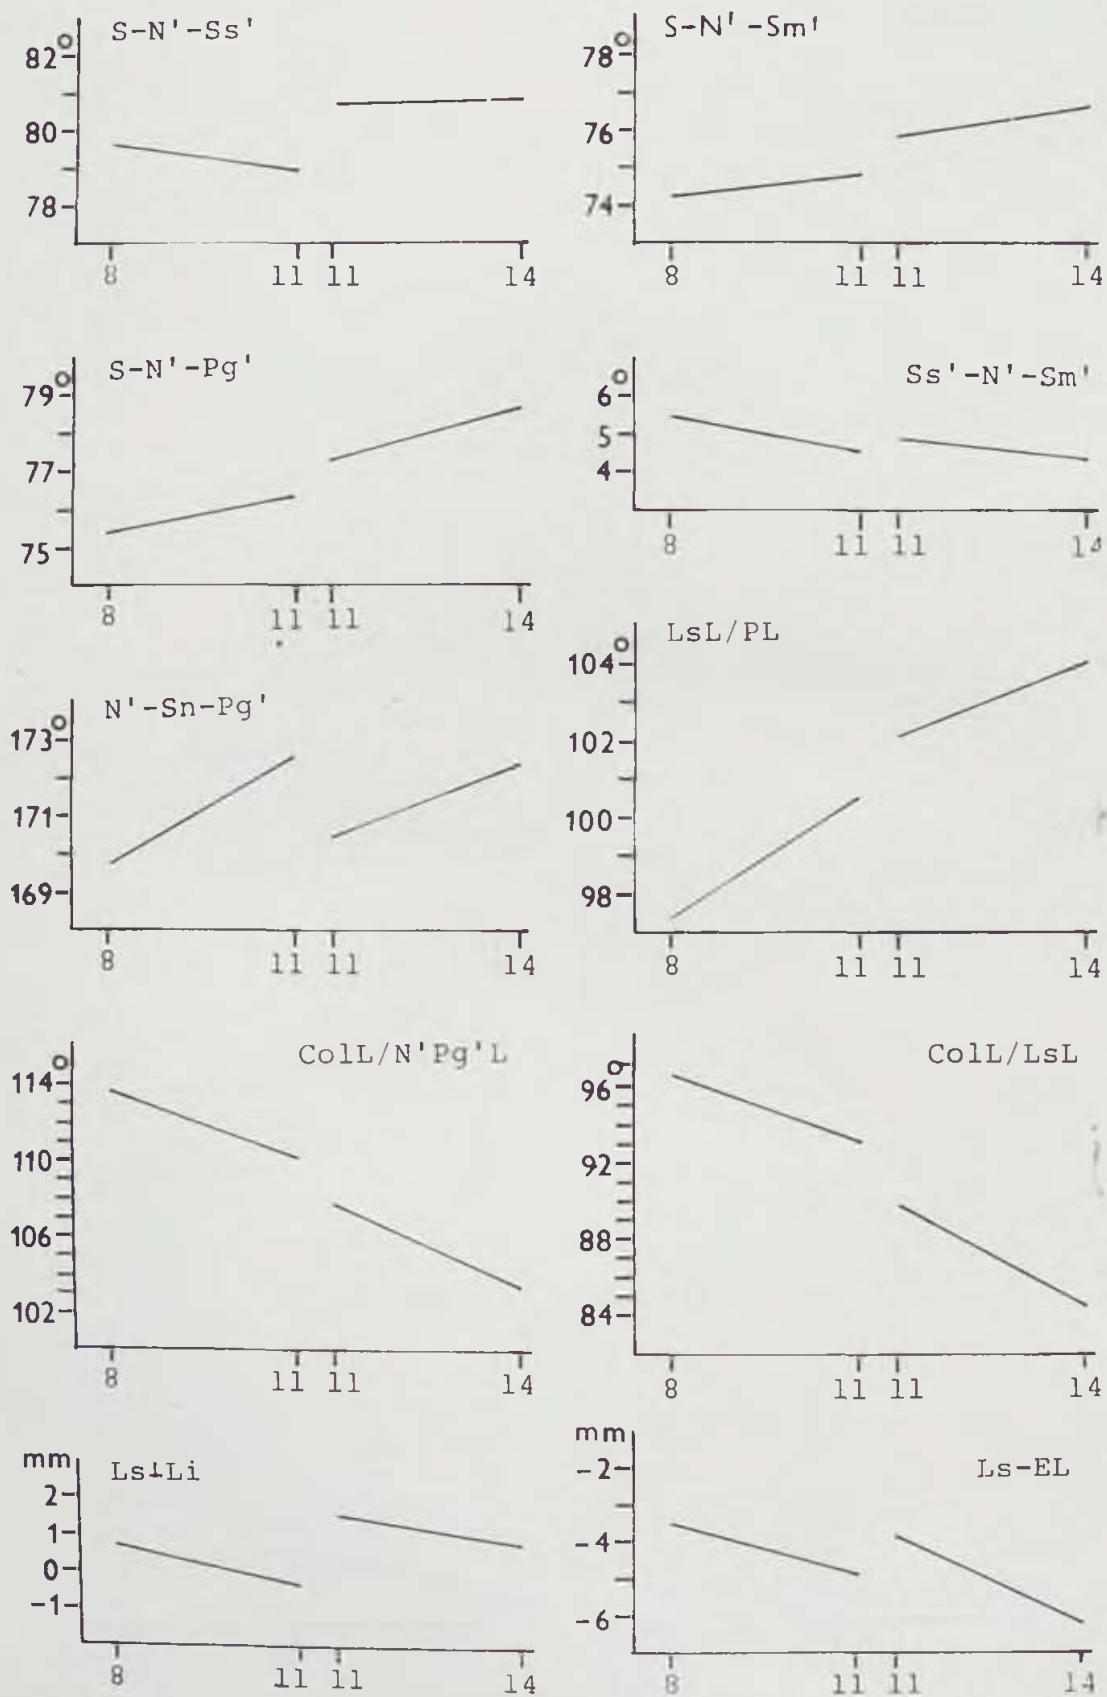 S-N'-Ss'
82°
80
78
8 11 11 14
S-N'-Sm'
78°
76
74
8 11 11 14
S-N'-Pg'
79°
77
75
8 11 11 14
Ss'-N'-Sm'
6°
5
4
8 11 11 14
N'-Sn-Pg'
173°
171
169
8 11 11 14
LsL/PL
104°
102
100
98
8 11 11 14
ColL/N'Pg'L
114°
110
106
102
8 11 11 14
ColL/LsL
96°
92
88
84
8 11 11 14
mm
Ls⊥Li
2
1
0
-1
8 11 11 14
mm
Ls-EL
-2
-4
-6
8 11 11 14